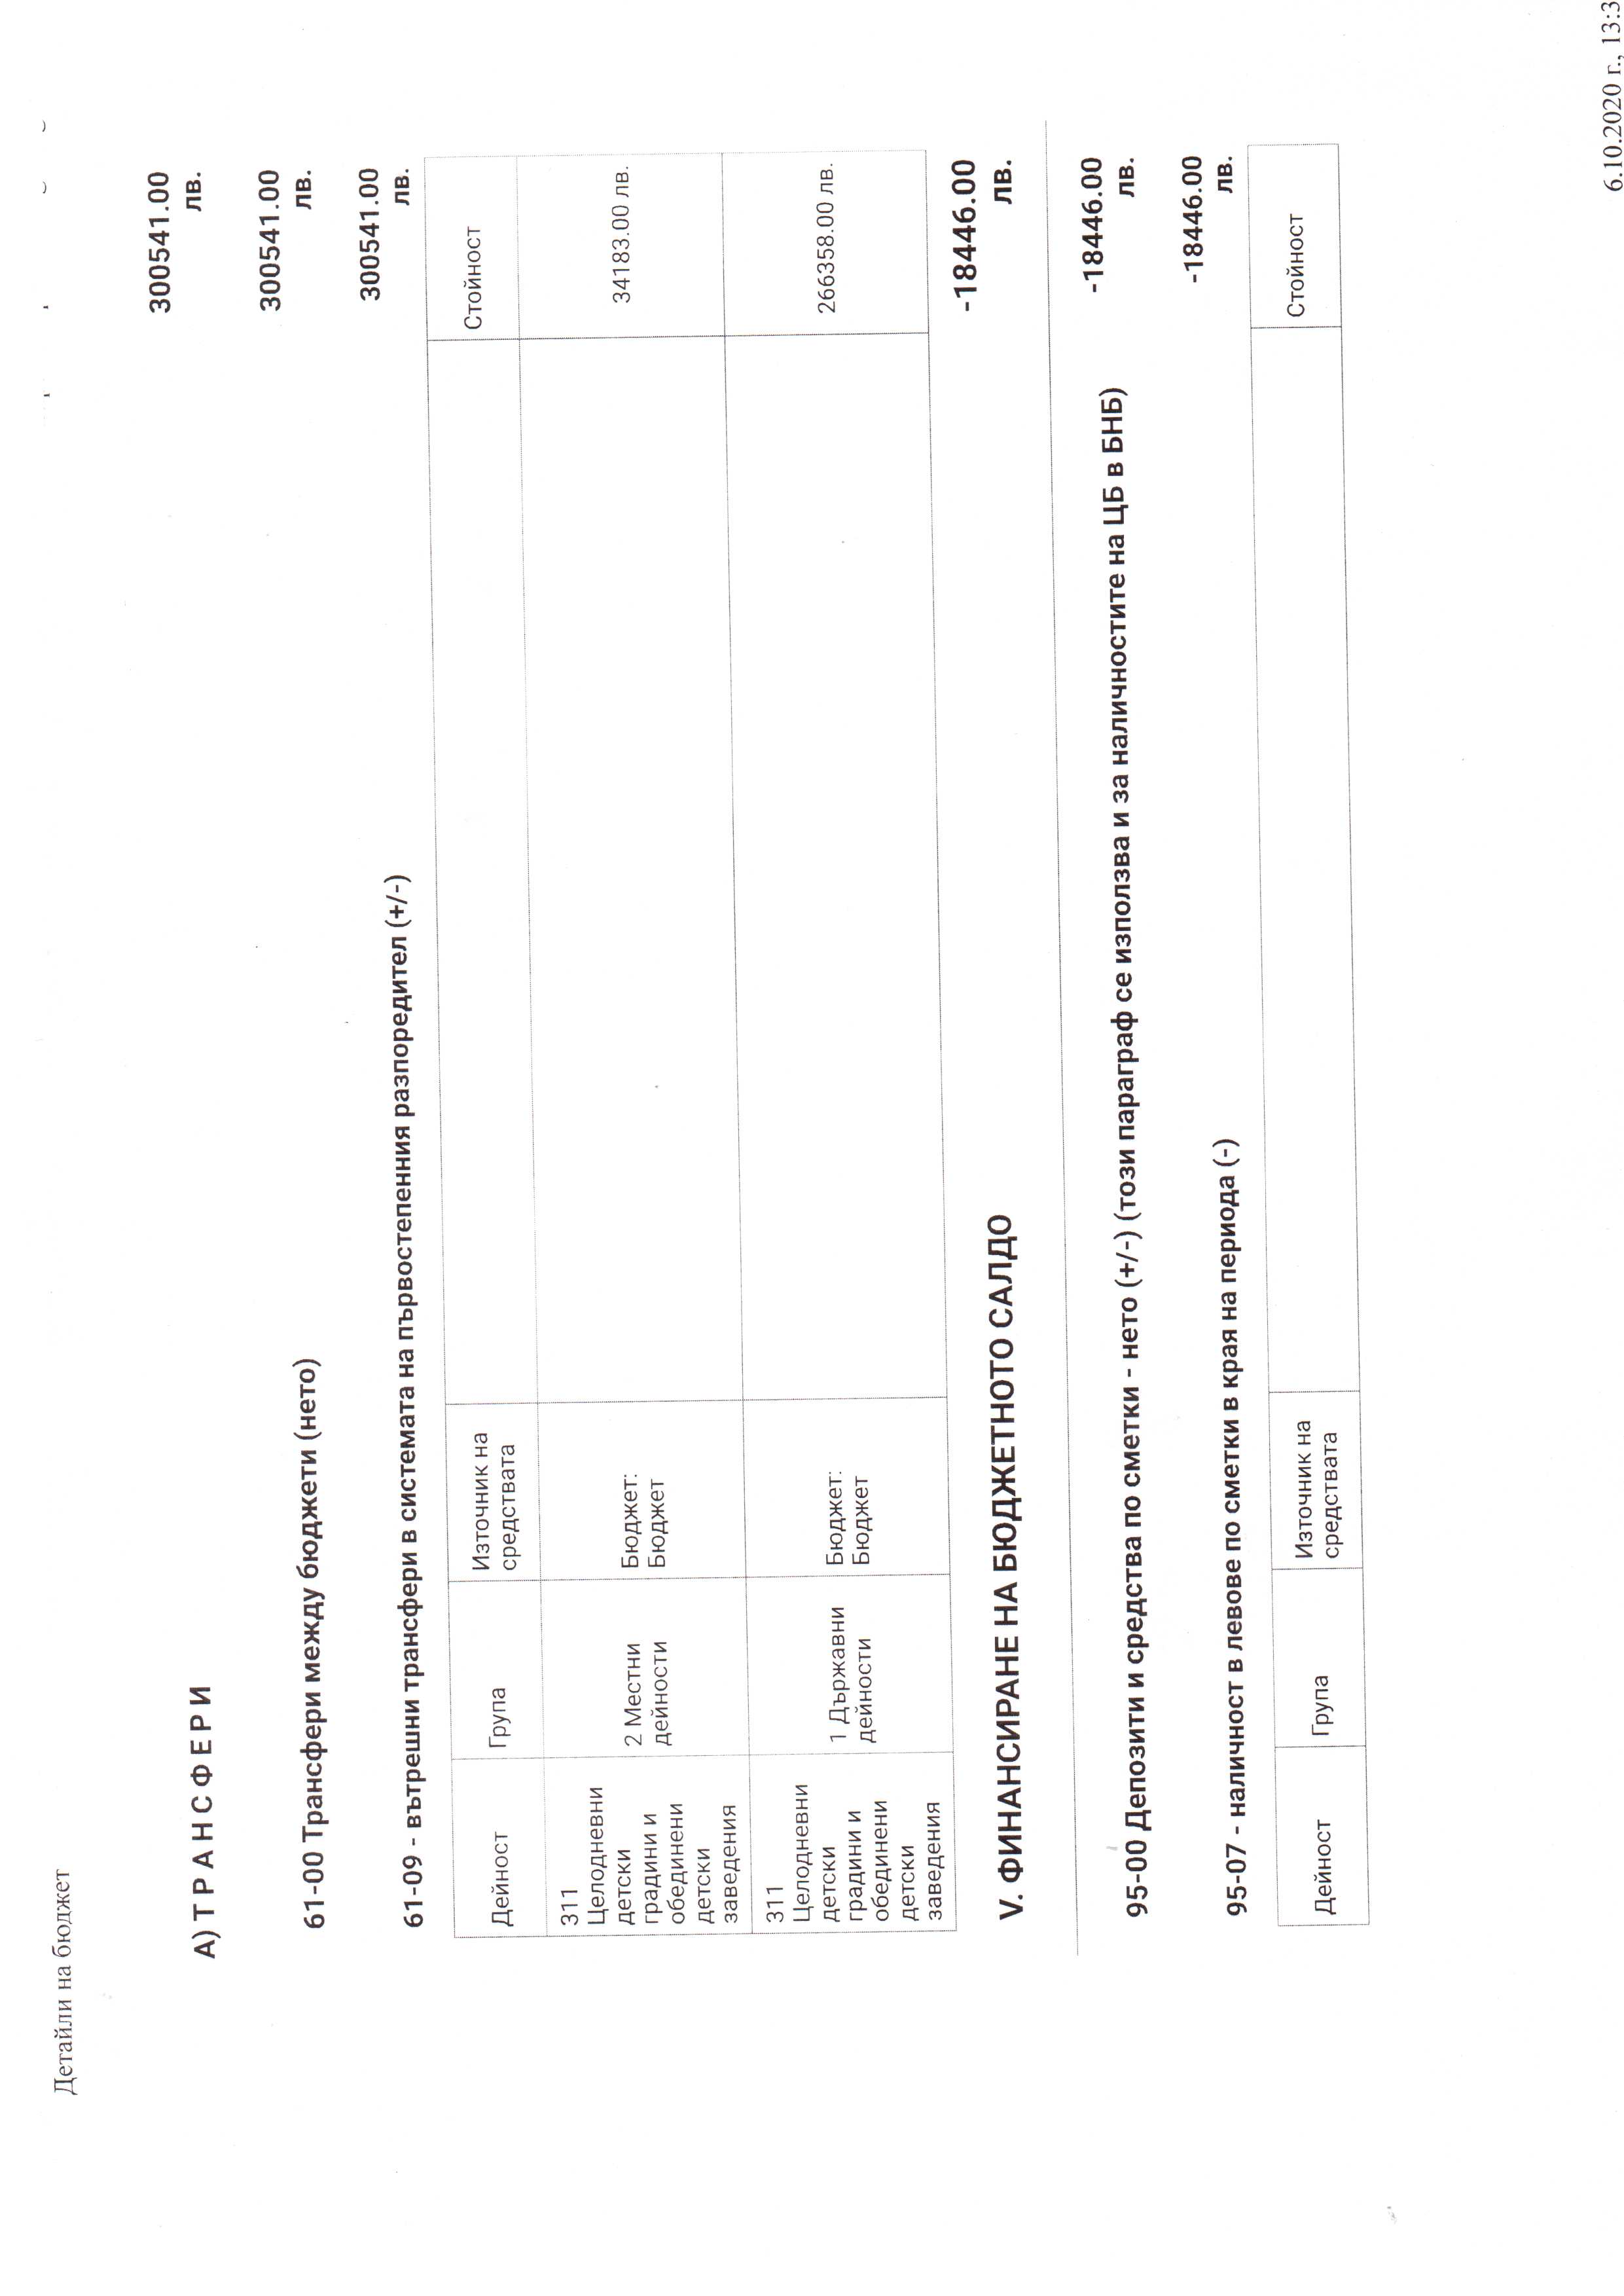 Детайли на бюджет
300541.00
А) Т Р А Н С Ф Е Р И
лв.
300541.00
61-00 Трансфери между бюджети (нето)
лв.
300541.00
61-09 - вътрешни трансфери в системата на първостепенния разпоредител (+/-)
лв.
Дейност
Група
Източник на
средствата
Стойност
311
Целодневни
детски
градини и
обединени
детски
заведения
2 Местни
дейности
Бюджет:
Бюджет
34183.00 лв.
311
Целодневни
детски
градини и
обединени
детски
заведения
1 Държавни
дейности
Бюджет:
Бюджет
266358.00 лв.
-18446.00
V. ФИНАНСИРАНЕ НА БЮДЖЕТНОТО САЛДО
лв.
-18446.00
95-00 Депозити и средства по сметки - нето (+/-) (този параграф се използва и за наличностите на ЦБ в БНБ)
лв.
-18446.00
95-07 - наличност в левове по сметки в края на периода (-)
лв.
Дейност
Група
Източник на
средствата
Стойност
6.10.2020 г., 13:3